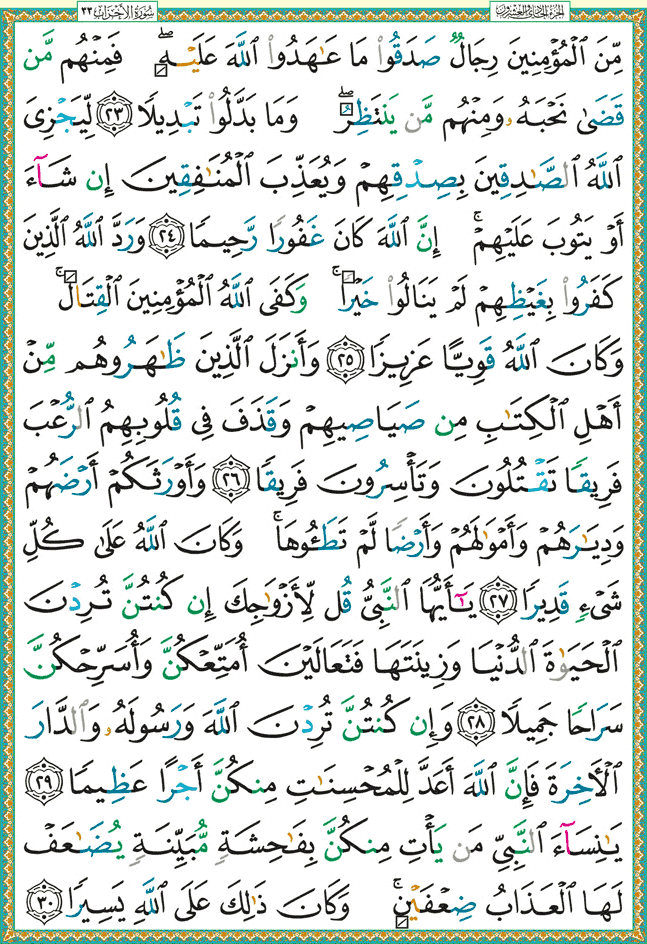 الجزء الحادي والعشرون سورة الأحزاب ٣٣
مِّنَ ٱلْمُؤْمِنِينَ رِجَالٌ صَدَقُوا۟ مَا عَـٰهَدُوا۟ ٱللَّهَ عَلَيْهِ ۖ فَمِنْهُم مَّن
قَضَىٰ نَحْبَهُۥ وَمِنْهُم مَّن يَنتَظِرُ ۖ وَمَا بَدَّلُوا۟ تَبْدِيلًا ﴿٢٣﴾ لِّيَجْزِىَ
ٱللَّهُ ٱلصَّـٰدِقِينَ بِصِدْقِهِمْ وَيُعَذِّبَ ٱلْمُنَـٰفِقِينَ إِن شَآءَ
أَوْ يَتُوبَ عَلَيْهِمْ ۚ إِنَّ ٱللَّهَ كَانَ غَفُورًا رَّحِيمًا ﴿٢٤﴾ وَرَدَّ ٱللَّهُ ٱلَّذِينَ
كَفَرُوا۟ بِغَيْظِهِمْ لَمْ يَنَالُوا۟ خَيْرًا ۚ وَكَفَى ٱللَّهُ ٱلْمُؤْمِنِينَ ٱلْقِتَالَ ۚ
وَكَانَ ٱللَّهُ قَوِيًّا عَزِيزًا ﴿٢٥﴾ وَأَنزَلَ ٱلَّذِينَ ظَـٰهَرُوهُم مِّنْ
أَهْلِ ٱلْكِتَـٰبِ مِن صَيَاصِيهِمْ وَقَذَفَ فِى قُلُوبِهِمُ ٱلرُّعْبَ
فَرِيقًا تَقْتُلُونَ وَتَأْسِرُونَ فَرِيقًا ﴿٢٦﴾ وَأَوْرَثَكُمْ أَرْضَهُمْ
وَدِيَـٰرَهُمْ وَأَمْوَٰلَهُمْ وَأَرْضًا لَّمْ تَطَـُٔوهَا ۚ وَكَانَ ٱللَّهُ عَلَىٰ كُلِّ
شَىْءٍ قَدِيرًا ﴿٢٧﴾ يَـٰٓأَيُّهَا ٱلنَّبِىُّ قُل لِّأَزْوَٰجِكَ إِن كُنتُنَّ تُرِدْنَ
ٱلْحَيَوٰةَ ٱلدُّنْيَا وَزِينَتَهَا فَتَعَالَيْنَ أُمَتِّعْكُنَّ وَأُسَرِّحْكُنَّ
سَرَاحًا جَمِيلًا ﴿٢٨﴾ وَإِن كُنتُنَّ تُرِدْنَ ٱللَّهَ وَرَسُولَهُۥ وَٱلدَّارَ
ٱلْـَٔاخِرَةَ فَإِنَّ ٱللَّهَ أَعَدَّ لِلْمُحْسِنَـٰتِ مِنكُنَّ أَجْرًا عَظِيمًا ﴿٢٩﴾
يَـٰنِسَآءَ ٱلنَّبِىِّ مَن يَأْتِ مِنكُنَّ بِفَـٰحِشَةٍ مُّبَيِّنَةٍ يُضَـٰعَفْ
لَهَا ٱلْعَذَابُ ضِعْفَيْنِ ۚ وَكَانَ ذَٰلِكَ عَلَى ٱللَّهِ يَسِيرًا ﴿٣٠﴾